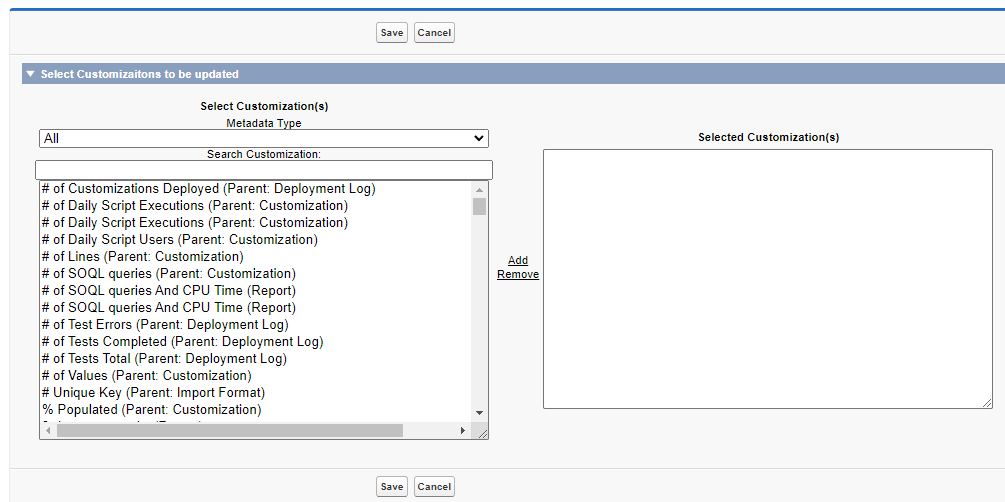 Save Cancel
Select Customizaitons to be updated
Select Customization(s)
Metadata Type
All
Search Customization:
# of Customizations Deployed (Parent: Deployment Log)
# of Daily Script Executions (Parent: Customization)
# of Daily Script Executions (Parent: Customization)
# of Daily Script Users (Parent: Customization)
# of Lines (Parent: Customization)
# of SOQL queries (Parent: Customization)
# of SOQL queries And CPU Time (Report)
# of SOQL queries And CPU Time (Report)
# of Test Errors (Parent: Deployment Log)
# of Tests Completed (Parent: Deployment Log)
# of Tests Total (Parent: Deployment Log)
# of Values (Parent: Customization)
# Unique Key (Parent: Import Format)
% Populated (Parent: Customization)
Add
Remove
Selected Customization(s)
Save Cancel